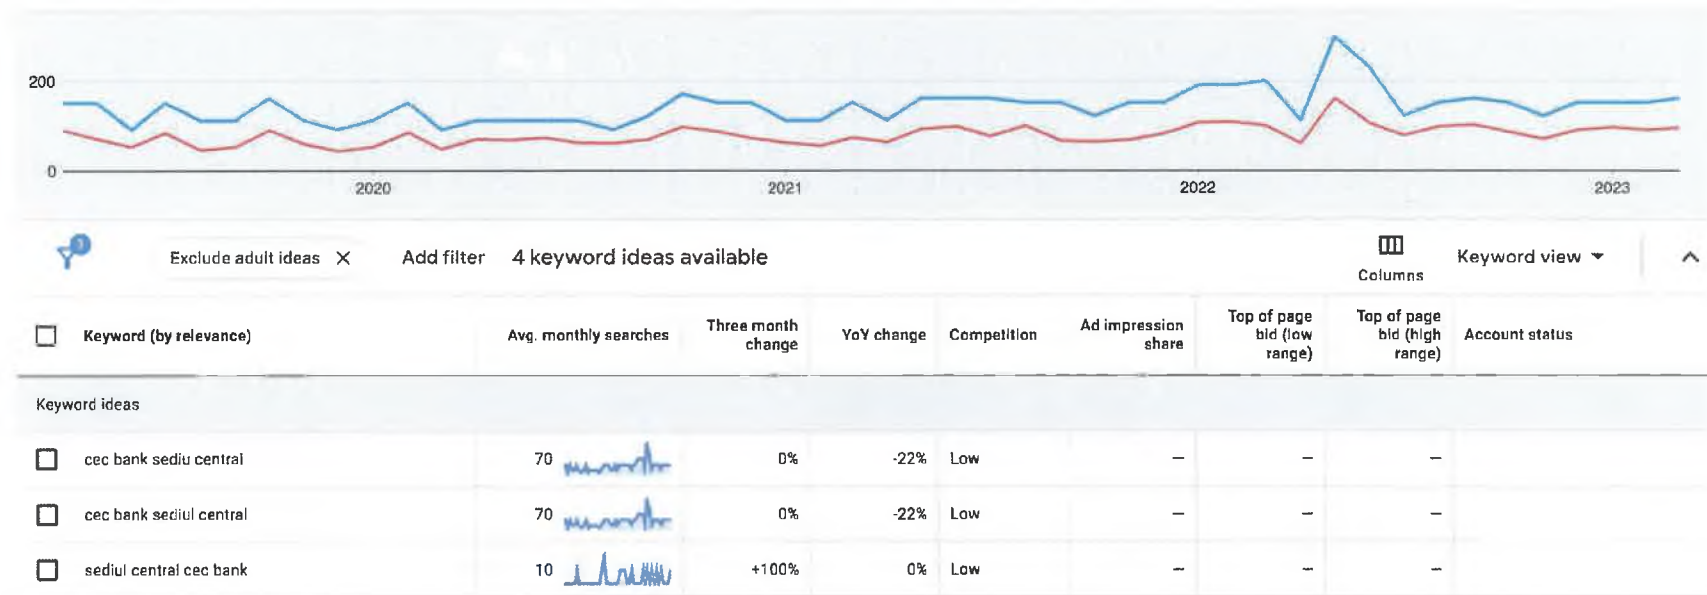 200
0
2020 2021 2022 2023
Exclude adult ideas Add filter 4 keyword ideas available Columns Keyword view
Keyword (by relevance) Avg. monthly searches Three month change YoY change Competition Ad impression share Top of page bid (low range) Top of page bid (high range) Account status
Keyword ideas
cec bank sediu central 70 0% -22% Low – – –
cec bank sediul central 70 0% -22% Low – – –
sediul central cec bank 10 +100% 0% Low – – –